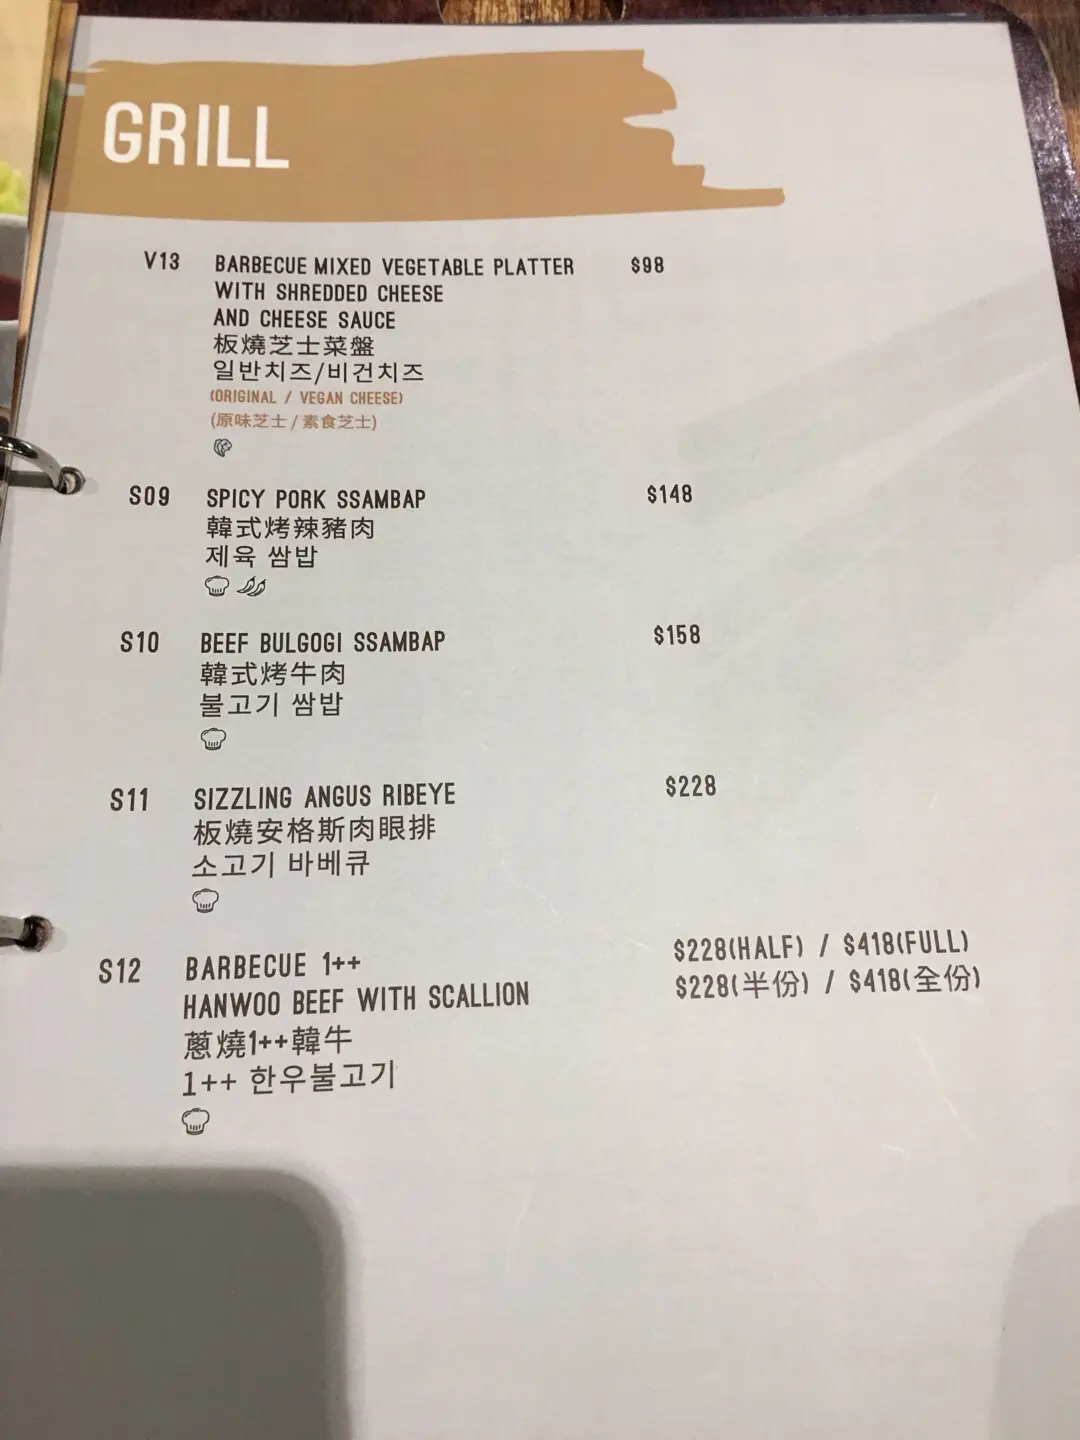 GRILL
V13 BARBECUE MIXED VEGETABLE PLATTER $98
WITH SHREDDED CHEESE
AND CHEESE SAUCE
板燒芝士菜盤
일반치즈/비건치즈
(ORIGINAL / VEGAN CHEESE)
(原味芝士 / 素食芝士)
S09 SPICY PORK SSAMBAP $148
韓式烤辣豬肉
제육 쌈밥
S10 BEEF BULGOGI SSAMBAP $158
韓式烤牛肉
불고기 쌈밥
S11 SIZZLING ANGUS RIBEYE $228
板燒安格斯肉眼排
소고기 바베큐
S12 BARBECUE 1++ $228(HALF) / $418(FULL)
HANWOO BEEF WITH SCALLION $228(半份) / $418(全份)
蔥燒1++韓牛
1++ 한우불고기